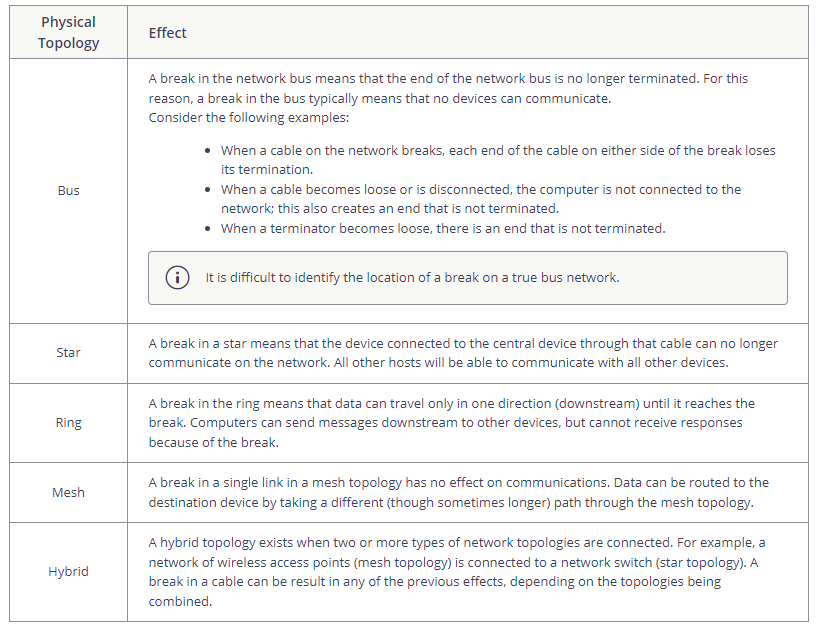 Physical
Topology
Effect
Bus
A break in the network bus means that the end of the network bus is no longer terminated. For this
reason, a break in the bus typically means that no devices can communicate.
Consider the following examples:
• When a cable on the network breaks, each end of the cable on either side of the break loses
its termination.
• When a cable becomes loose or is disconnected, the computer is not connected to the
network; this also creates an end that is not terminated.
• When a terminator becomes loose, there is an end that is not terminated.
It is difficult to identify the location of a break on a true bus network.
Star
A break in a star means that the device connected to the central device through that cable can no longer
communicate on the network. All other hosts will be able to communicate with all other devices.
Ring
A break in the ring means that data can travel only in one direction (downstream) until it reaches the
break. Computers can send messages downstream to other devices, but cannot receive responses
because of the break.
Mesh
A break in a single link in a mesh topology has no effect on communications. Data can be routed to the
destination device by taking a different (though sometimes longer) path through the mesh topology.
Hybrid
A hybrid topology exists when two or more types of network topologies are connected. For example, a
network of wireless access points (mesh topology) is connected to a network switch (star topology). A
break in a cable can be result in any of the previous effects, depending on the topologies being
combined.